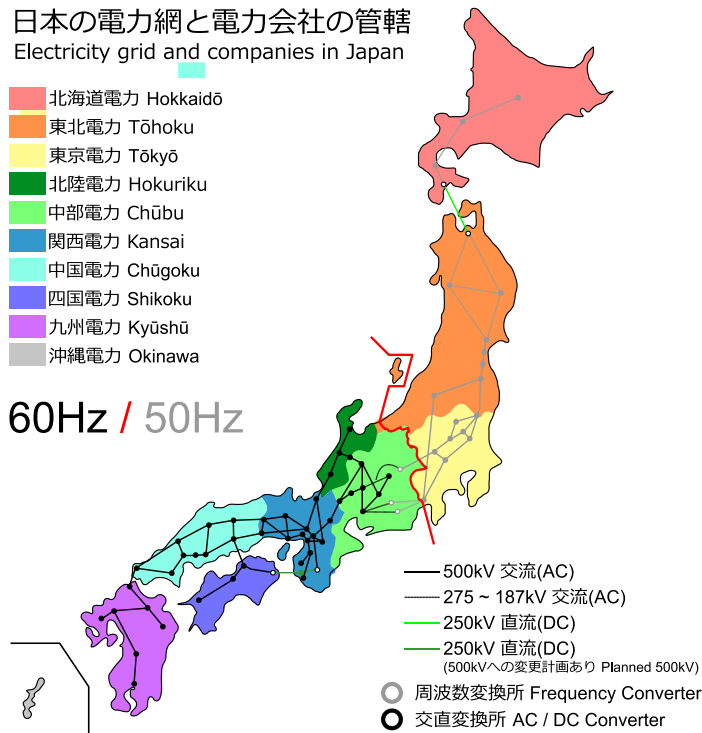 日本の電力網と電力会社の管轄
Electricity grid and companies in Japan
北海道電力 Hokkaidō
東北電力 Tōhoku
東京電力 Tōkyō
北陸電力 Hokuriku
中部電力 Chūbu
関西電力 Kansai
中国電力 Chūgoku
四国電力 Shikoku
九州電力 Kyūshū
沖縄電力 Okinawa
60Hz / 50Hz
500kV 交流(AC)
275 ~ 187kV 交流(AC)
250kV 直流(DC)
250kV 直流(DC)
(500kVへの変更計画あり Planned 500kV)
周波数変換所 Frequency Converter
交直変換所 AC / DC Converter